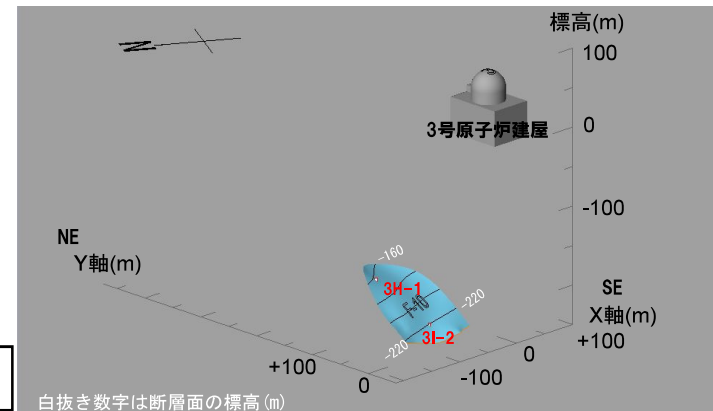 N
標高(m)
100
3号原子炉建屋
0
-100
NE
Y軸(m)
-160
3H-1
F-10
-220
SE
X軸(m)
3I-2
-220
+100
0
-100
0
+100
白抜き数字は断層面の標高(m)